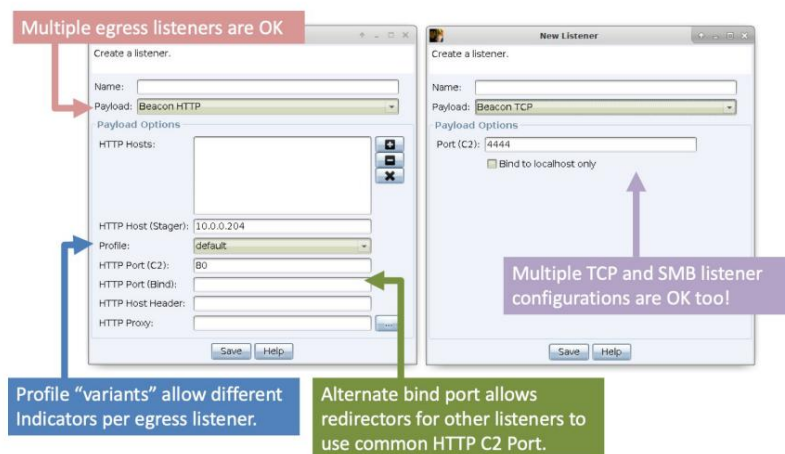 Multiple egress listeners are OK
Create a listener.
Name:
Payload: Beacon HTTP
Payload Options
HTTP Hosts:
HTTP Host (Stager): 10.0.0.204
Profile: default
HTTP Port (C2): 80
HTTP Port (Bind):
HTTP Host Header:
HTTP Proxy:
...
Save Help
New Listener
Create a listener.
Name:
Payload: Beacon TCP
Payload Options
Port (C2): 4444
Bind to localhost only
Multiple TCP and SMB listener
configurations are OK too!
Save Help
Profile “variants” allow different
Indicators per egress listener.
Alternate bind port allows
redirectors for other listeners to
use common HTTP C2 Port.